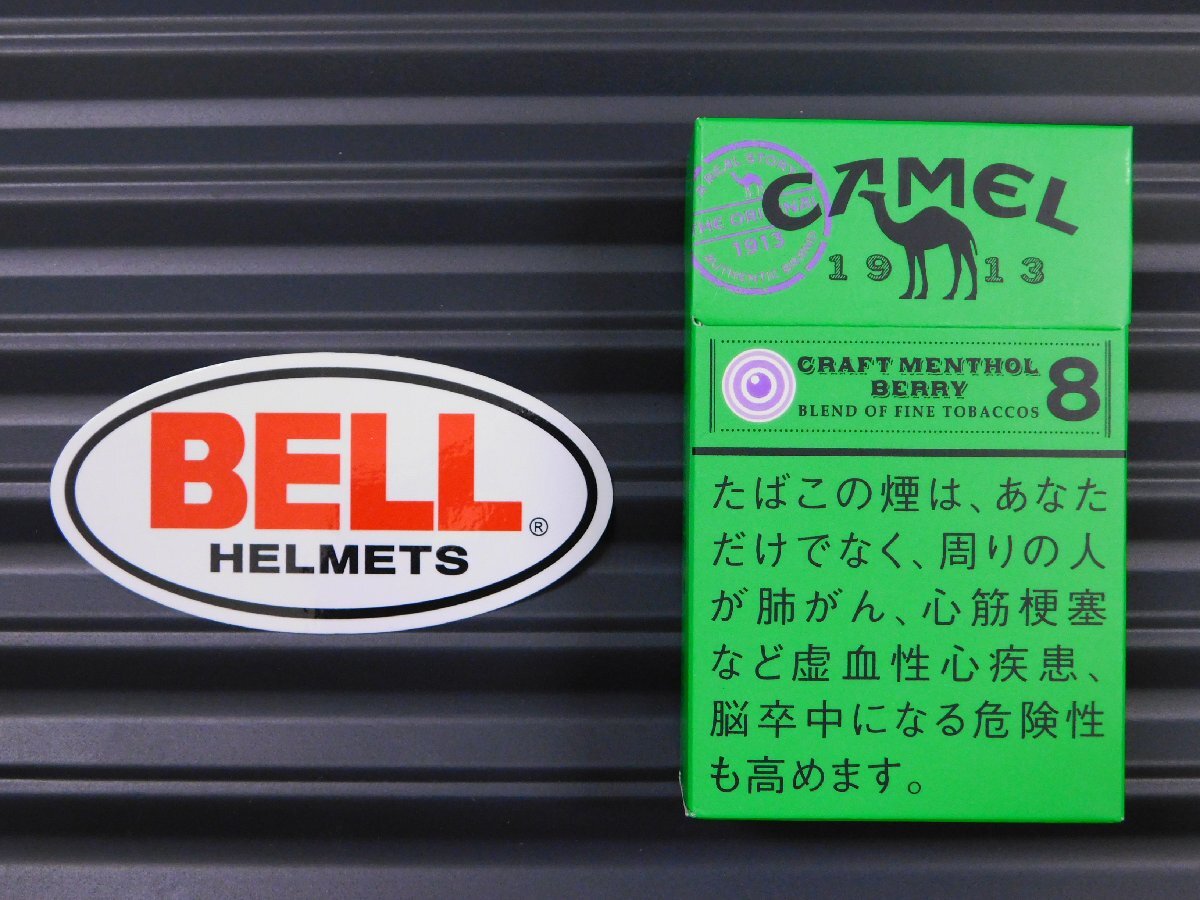 BELL
®
HELMETS
CAMEL
1913
THE ORIGINAL
1913
CRAFT MENTHOL
BERRY
BLEND OF FINE TOBACCOS
8
たばこの煙は、あなた
だけでなく、周りの人
が肺がん、心筋梗塞
など虚血性心疾患、
脳卒中になる危険性
も高めます。